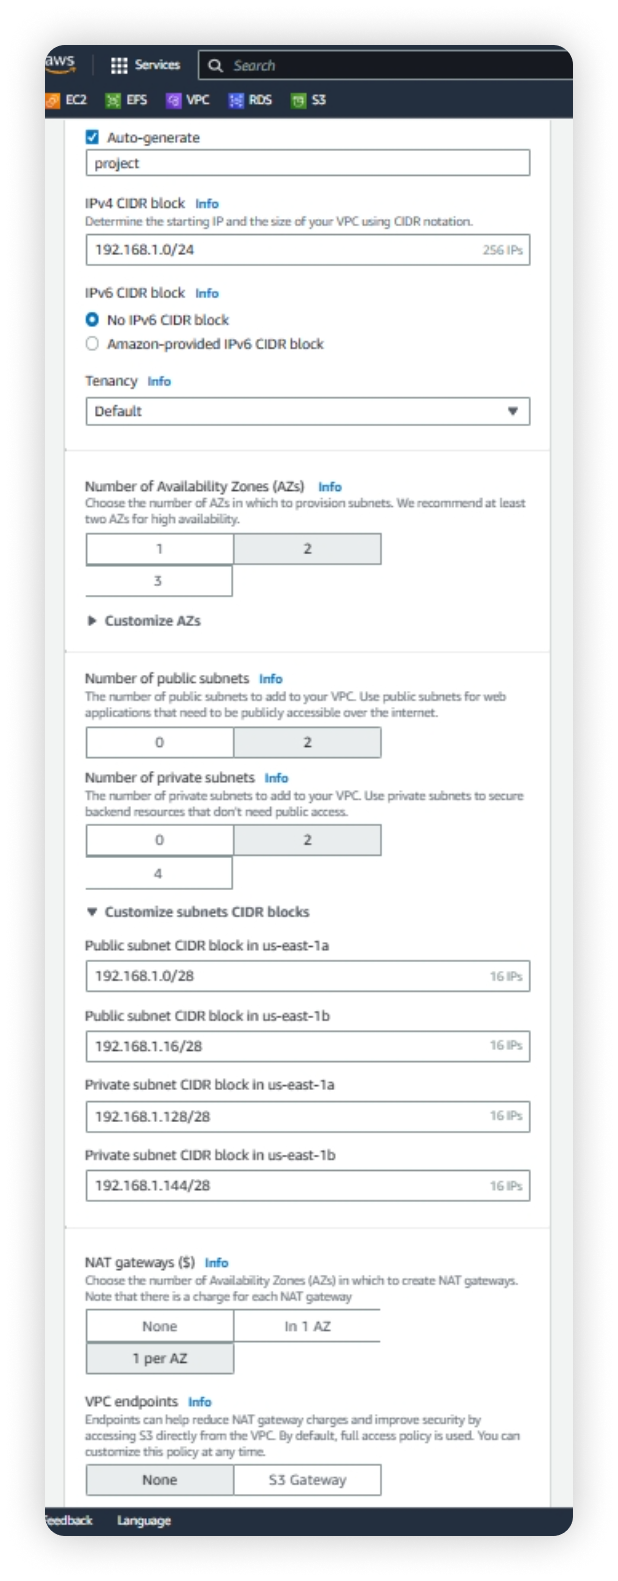 aws
Services
Search
EC2 EFS VPC RDS S3
Auto-generate
project
IPv4 CIDR block Info
Determine the starting IP and the size of your VPC using CIDR notation.
192.168.1.0/24 256 IPs
IPv6 CIDR block Info
No IPv6 CIDR block
Amazon-provided IPv6 CIDR block
Tenancy Info
Default
Number of Availability Zones (AZs) Info
Choose the number of AZs in which to provision subnets. We recommend at least
two AZs for high availability.
1 2
3
Customize AZs
Number of public subnets Info
The number of public subnets to add to your VPC. Use public subnets for web
applications that need to be publicly accessible over the internet.
0 2
Number of private subnets Info
The number of private subnets to add to your VPC. Use private subnets to secure
backend resources that don't need public access.
0 2
4
Customize subnets CIDR blocks
Public subnet CIDR block in us-east-1a
192.168.1.0/28 16 IPs
Public subnet CIDR block in us-east-1b
192.168.1.16/28 16 IPs
Private subnet CIDR block in us-east-1a
192.168.1.128/28 16 IPs
Private subnet CIDR block in us-east-1b
192.168.1.144/28 16 IPs
NAT gateways ($) Info
Choose the number of Availability Zones (AZs) in which to create NAT gateways.
Note that there is a charge for each NAT gateway
None In 1 AZ
1 per AZ
VPC endpoints Info
Endpoints can help reduce NAT gateway charges and improve security by
accessing S3 directly from the VPC. By default, full access policy is used. You can
customize this policy at any time.
None S3 Gateway
Feedback Language